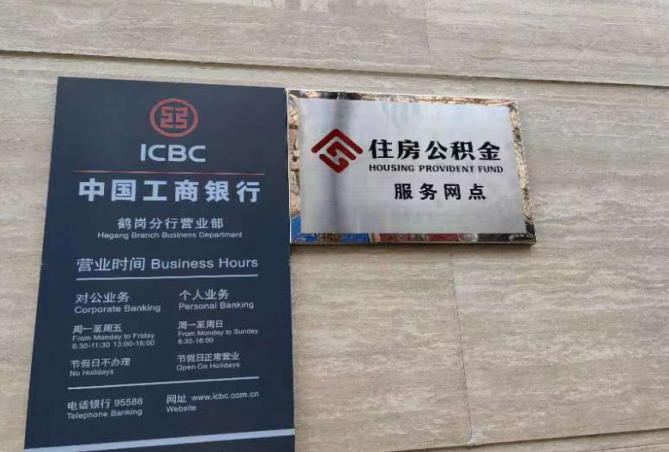 ICBC
中国工商银行
鹤岗分行营业部
Hegang Branch Business Department
营业时间 Business Hours
对公业务
Corporate Banking
周一至周五
From Monday to Friday
8:30-11:30 13:00-16:00
节假日不办理
No Holidays
个人业务
Personal Banking
周一至周日
From Monday to Sunday
8:30-16:00
节假日正常营业
Open On Holidays
电话银行 95588
Telephone Banking
网址 www.icbc.com.cn
Website
住房公积金
HOUSING PROVIDENT FUND
服务网点